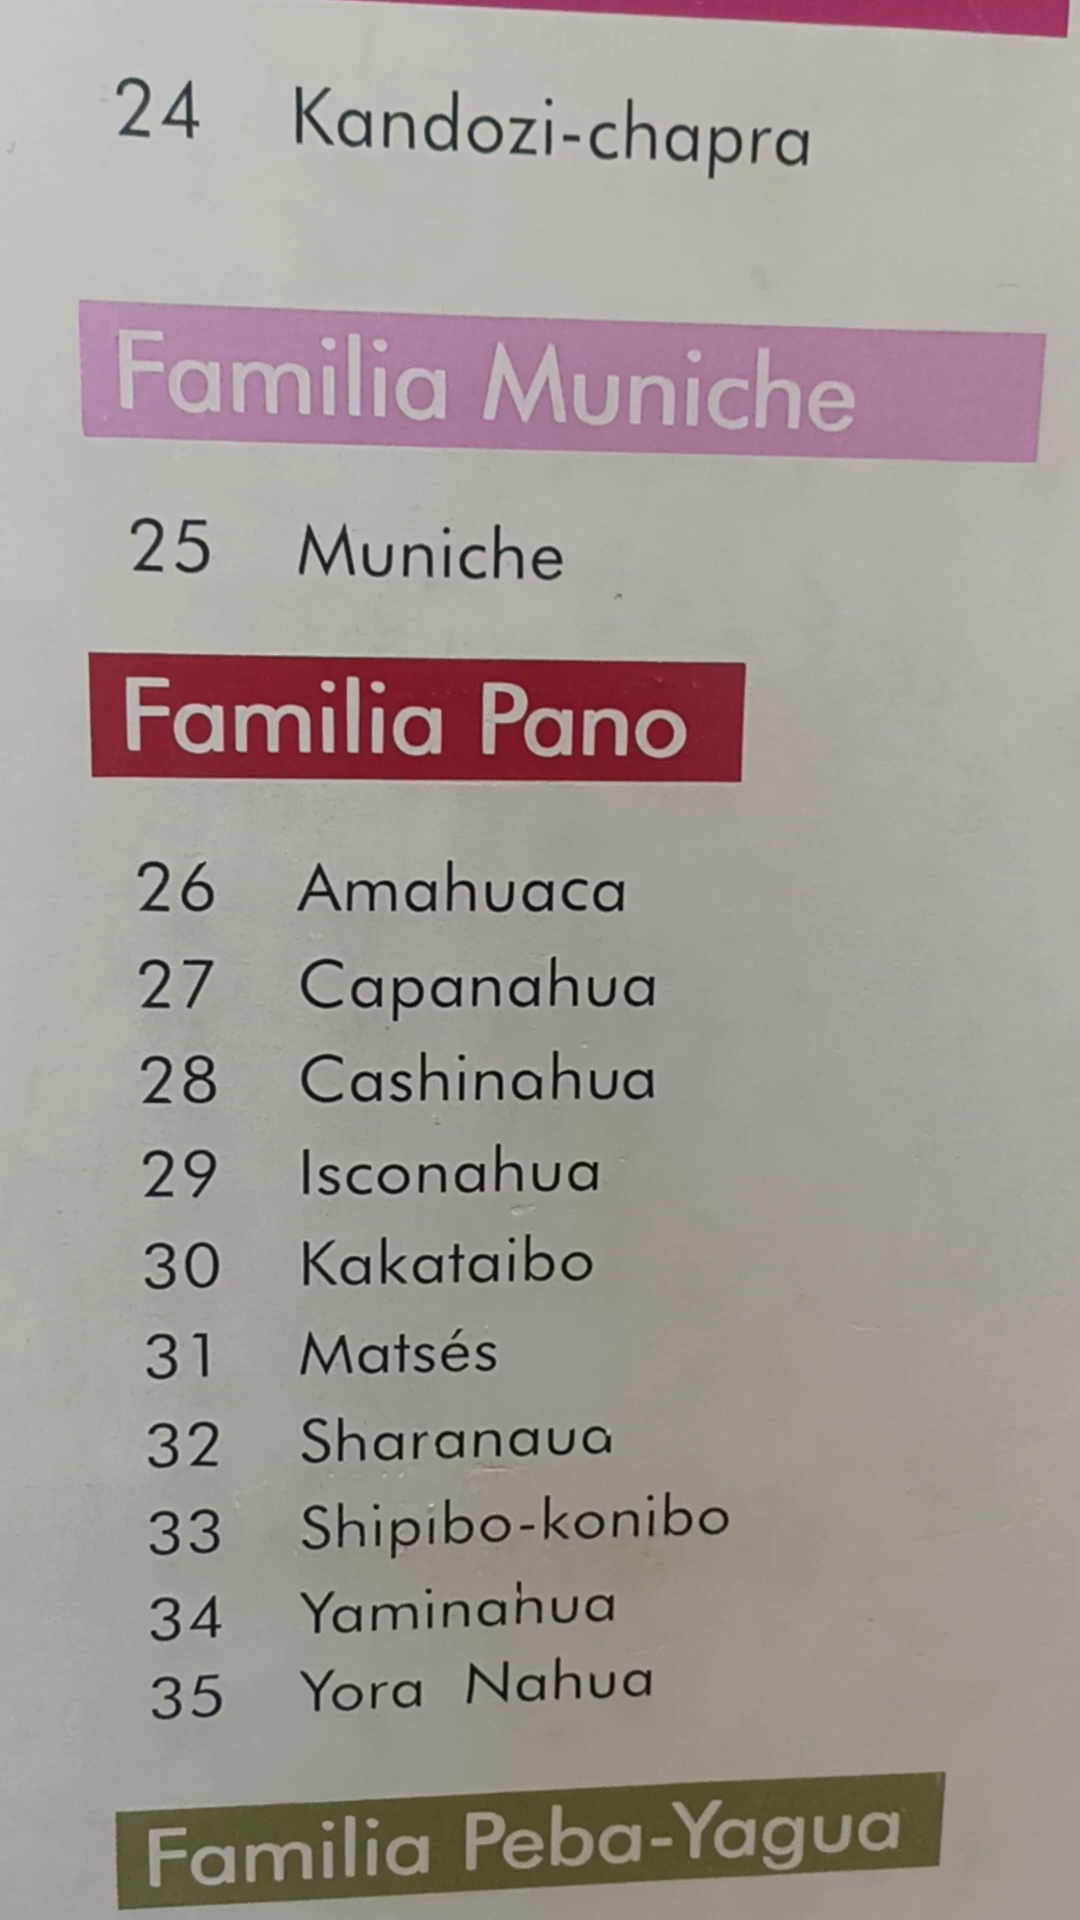 24 Kandozi-chapra
Familia Muniche
25 Muniche
Familia Pano
26 Amahuaca
27 Capanahua
28 Cashinahua
29 Isconahua
30 Kakataibo
31 Matsés
32 Sharanaua
33 Shipibo-konibo
34 Yaminahua
35 Yora Nahua
Familia Peba-Yagua